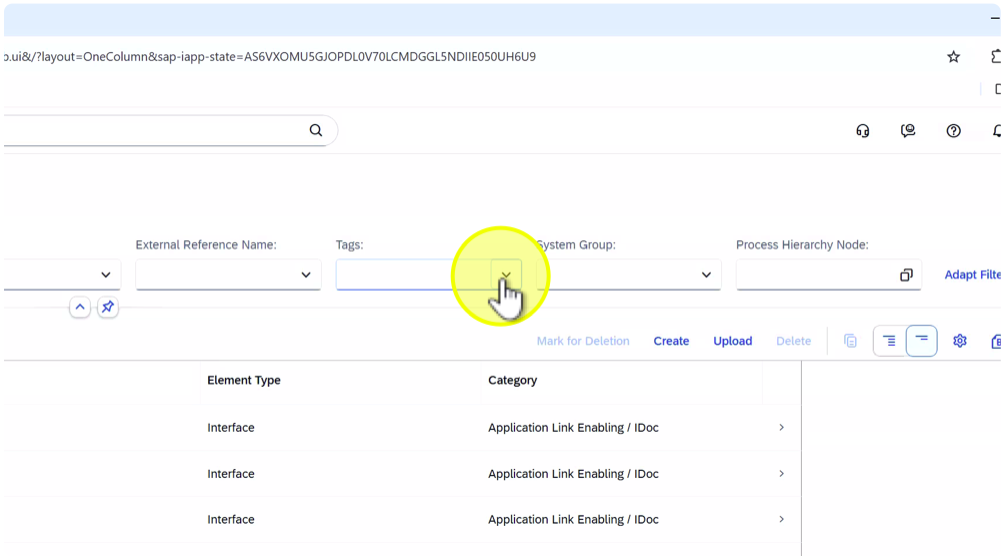 o.ui&/?layout=OneColumn&sap-iapp-state=AS6VXOMU5GJOPDL0V70LCMDGGL5NDIIE050UH6U9
External Reference Name: Tags: System Group: Process Hierarchy Node:
Adapt Filte
Mark for Deletion Create Upload Delete
Element Type Category
Interface Application Link Enabling / IDoc
Interface Application Link Enabling / IDoc
Interface Application Link Enabling / IDoc